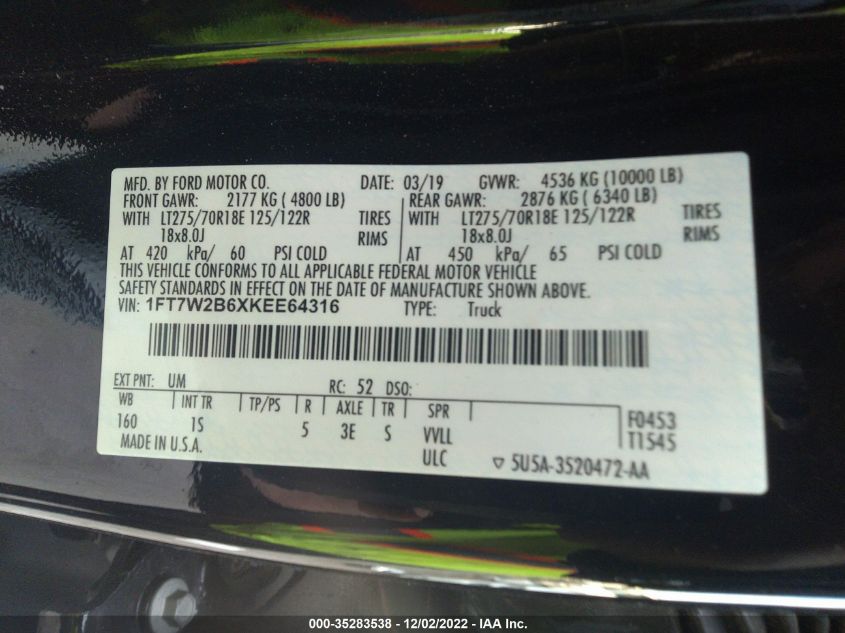 MFD. BY FORD MOTOR CO. DATE: 03/19 GVWR: 4536 KG (10000 LB)
FRONT GAWR: 2177 KG ( 4800 LB) REAR GAWR: 2876 KG ( 6340 LB)
WITH LT275/70R18E 125/122R TIRES WITH LT275/70R18E 125/122R TIRES
18x8.0J RIMS 18x8.0J RIMS
AT 420 kPa/ 60 PSI COLD AT 450 kPa/ 65 PSI COLD
THIS VEHICLE CONFORMS TO ALL APPLICABLE FEDERAL MOTOR VEHICLE
SAFETY STANDARDS IN EFFECT ON THE DATE OF MANUFACTURE SHOWN ABOVE.
VIN: 1FT7W2B6XKEE64316 TYPE: Truck
EXT PNT: UM RC: 52 DSO:
WB INT TR TP/PS R AXLE TR SPR
160 1S 5 3E S VVLL F0453
MADE IN U.S.A. ULC T1545
▽ 5U5A-3520472-AA
000-35283538 - 12/02/2022 - IAA Inc.